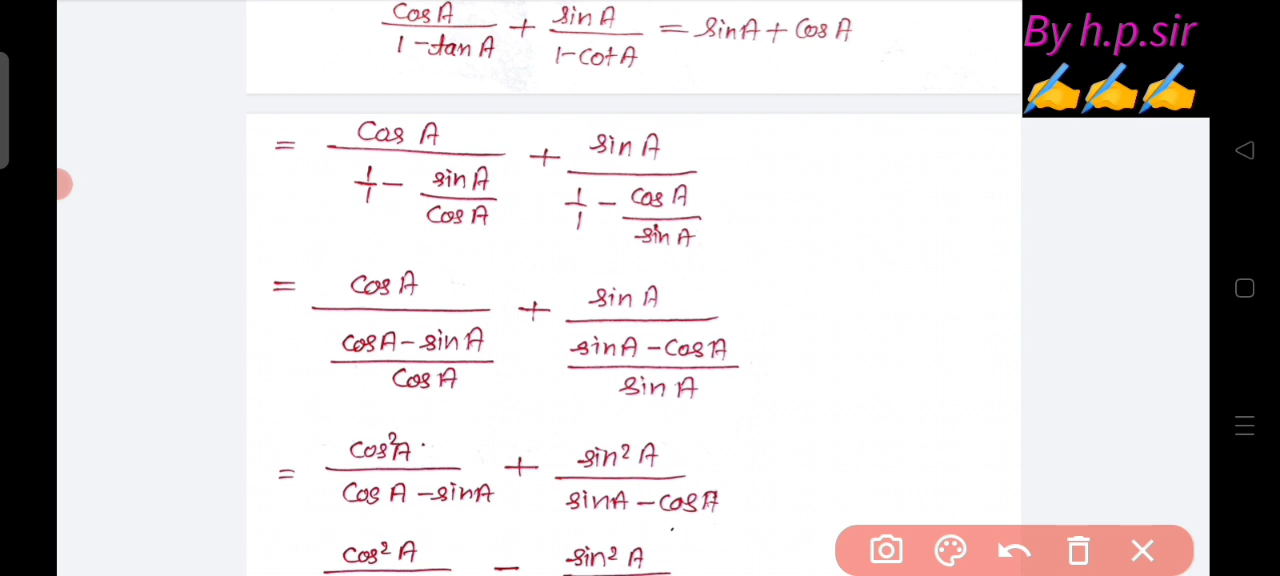 cos A / 1 - tan A + sin A / 1 - cot A = sin A + cos A
By h.p.sir
= cos A / (1/1 - sin A / cos A) + sin A / (1/1 - cos A / sin A)
= cos A / (cos A - sin A / cos A) + sin A / (sin A - cos A / sin A)
= cos² A / cos A - sin A + sin² A / sin A - cos A
cos² A - sin² A